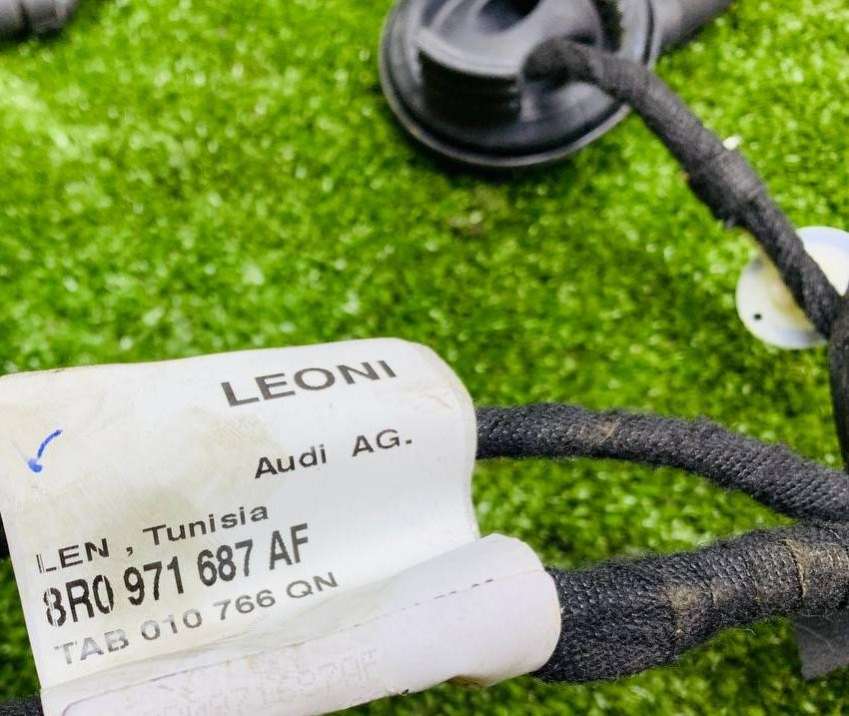 LEONI
Audi AG.
LEN , Tunisia
8R0 971 687 AF
TAB 010 766 QN